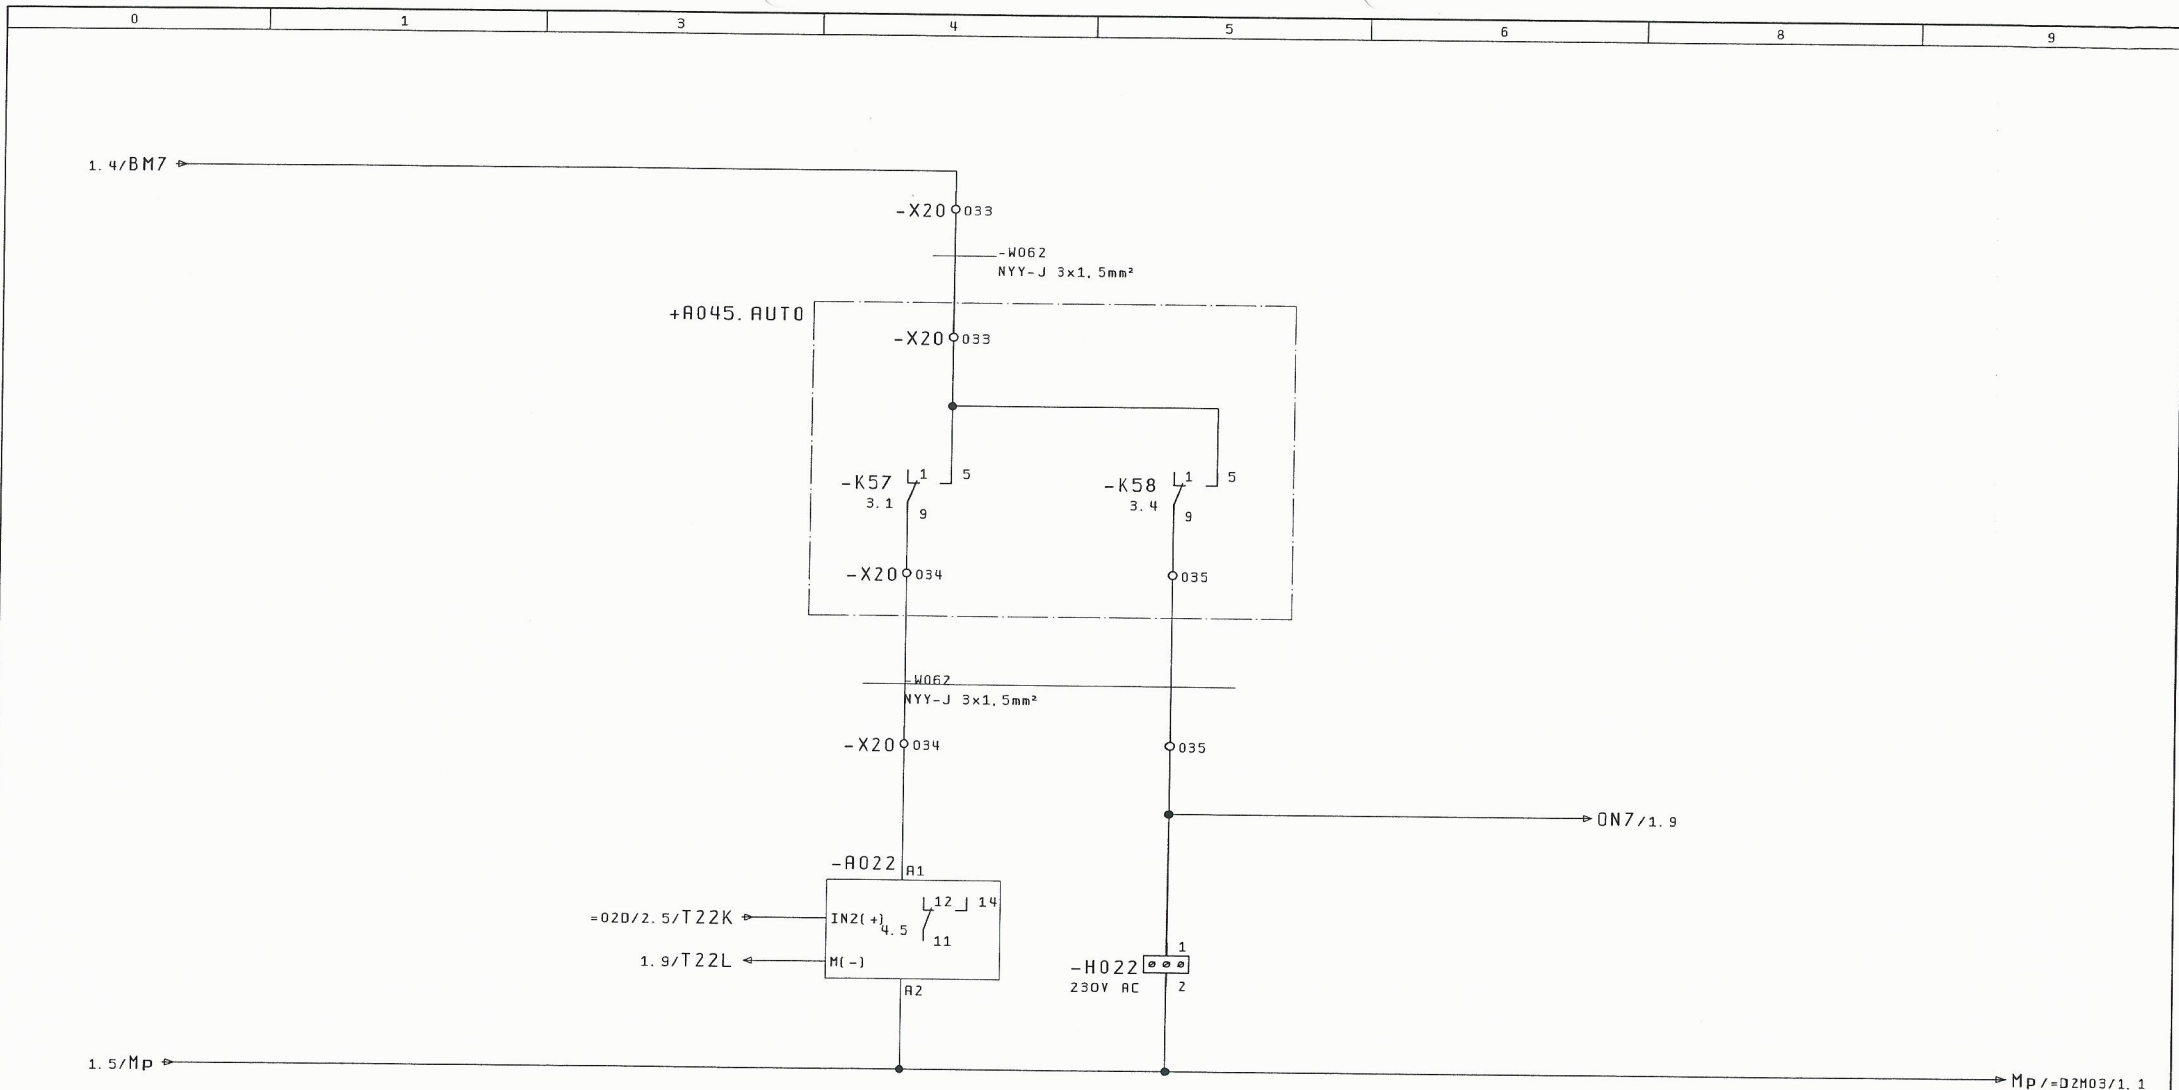 0 1 3 4 5 6 8 9
1.4/BM7
-X20 033
-W062
NYY-J 3x1,5mm²
+A045.AUTO
-X20 033
-K57 1 5
3.1
9
-K58 1 5
3.4
9
-X20 034
035
-W062
NYY-J 3x1,5mm²
-X20 034
035
ON7/1.9
-A022 A1
=02D/2.5/T22K IN2(+) 4.5 12 14
11
1.9/T22L M(-)
A2
-H022 1
230V AC 2
1.5/Mp
Mp/=D2M03/1.1